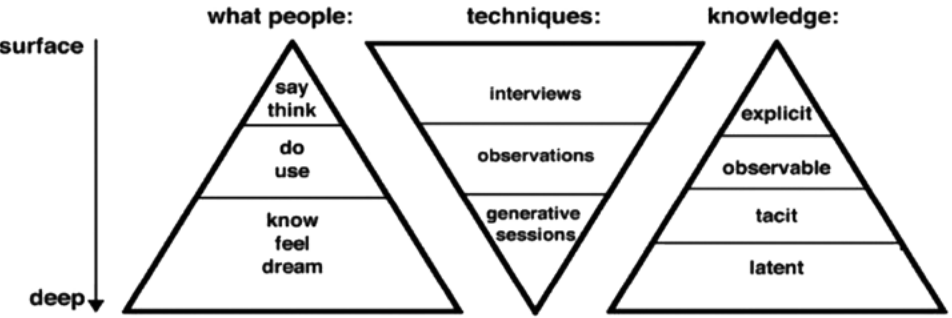 what people:
techniques:
knowledge:
surface
say
think
do
use
know
feel
dream
interviews
observations
generative
sessions
explicit
observable
tacit
latent
deep